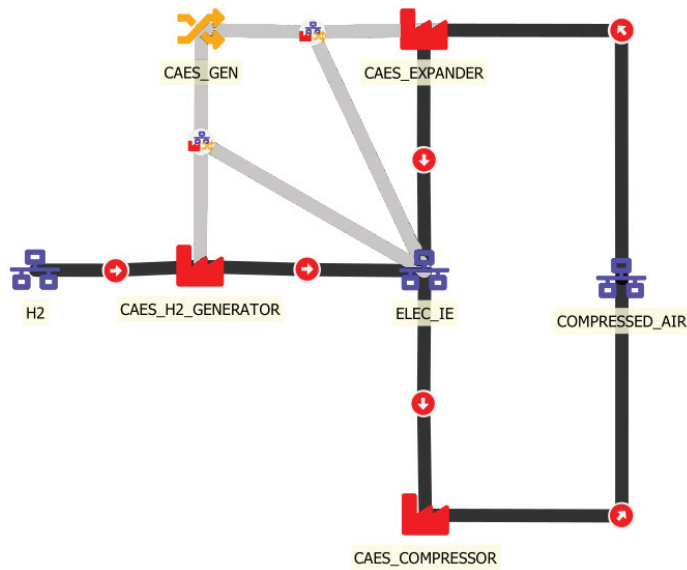 CAES_GEN
CAES_EXPANDER
H2
CAES_H2_GENERATOR
ELEC_IE
COMPRESSED_AIR
CAES_COMPRESSOR